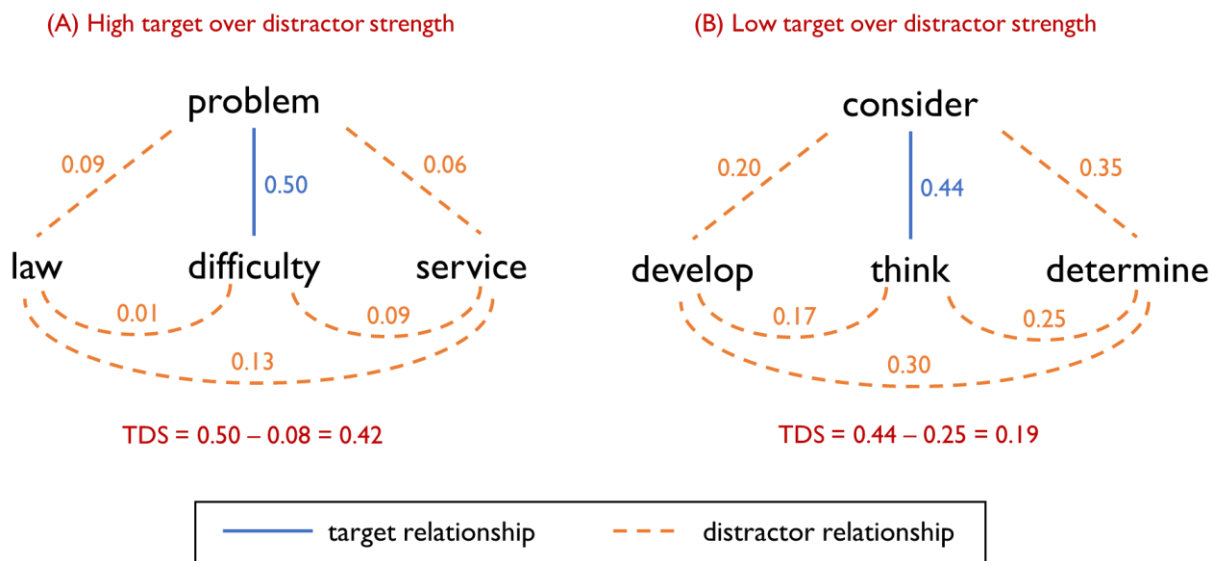 (A) High target over distractor strength
problem
0.09
0.50
0.06
law
difficulty
service
0.01
0.09
0.13
TDS = 0.50 – 0.08 = 0.42
(B) Low target over distractor strength
consider
0.20
0.44
0.35
develop
think
determine
0.17
0.25
0.30
TDS = 0.44 – 0.25 = 0.19
target relationship
distractor relationship